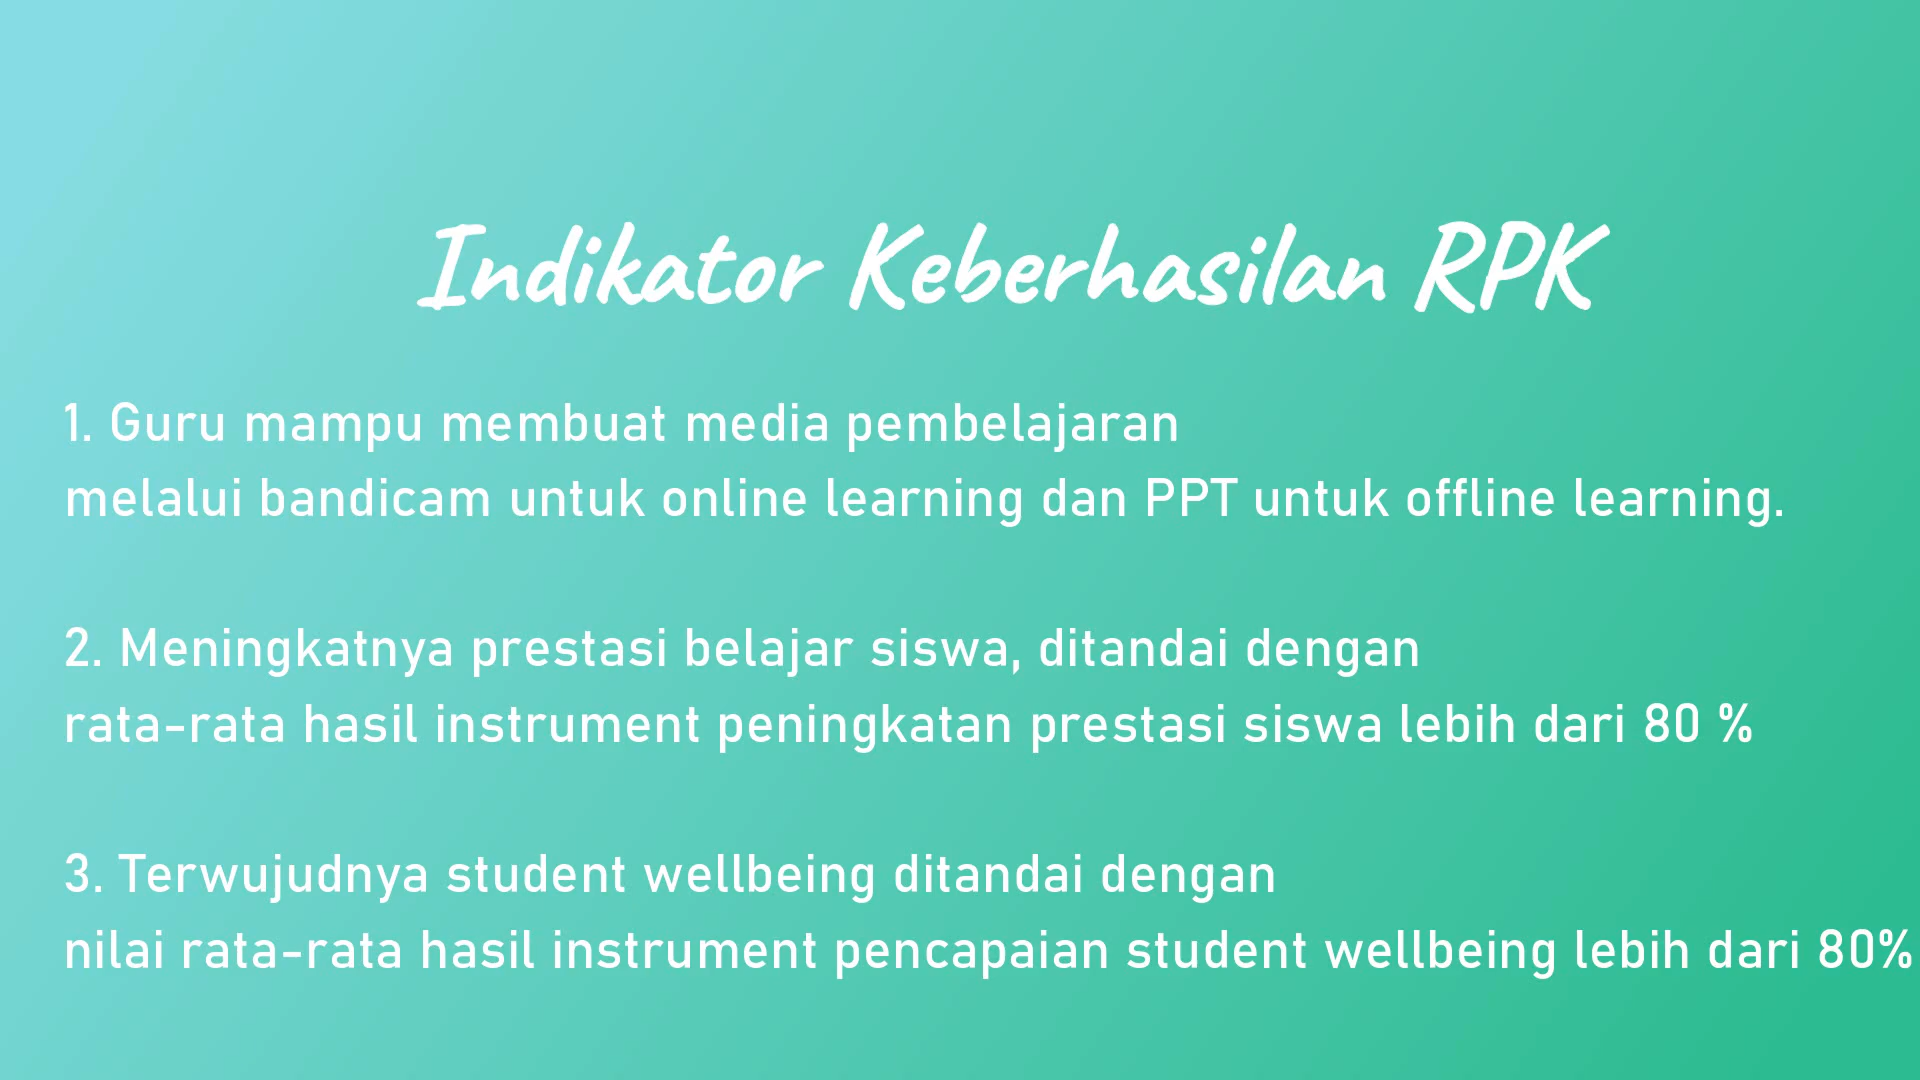 Indikator Keberhasilan RPK
1. Guru mampu membuat media pembelajaran
melalui bandicam untuk online learning dan PPT untuk offline learning.
2. Meningkatnya prestasi belajar siswa, ditandai dengan
rata-rata hasil instrument peningkatan prestasi siswa lebih dari 80 %
3. Terwujudnya student wellbeing ditandai dengan
nilai rata-rata hasil instrument pencapaian student wellbeing lebih dari 80%